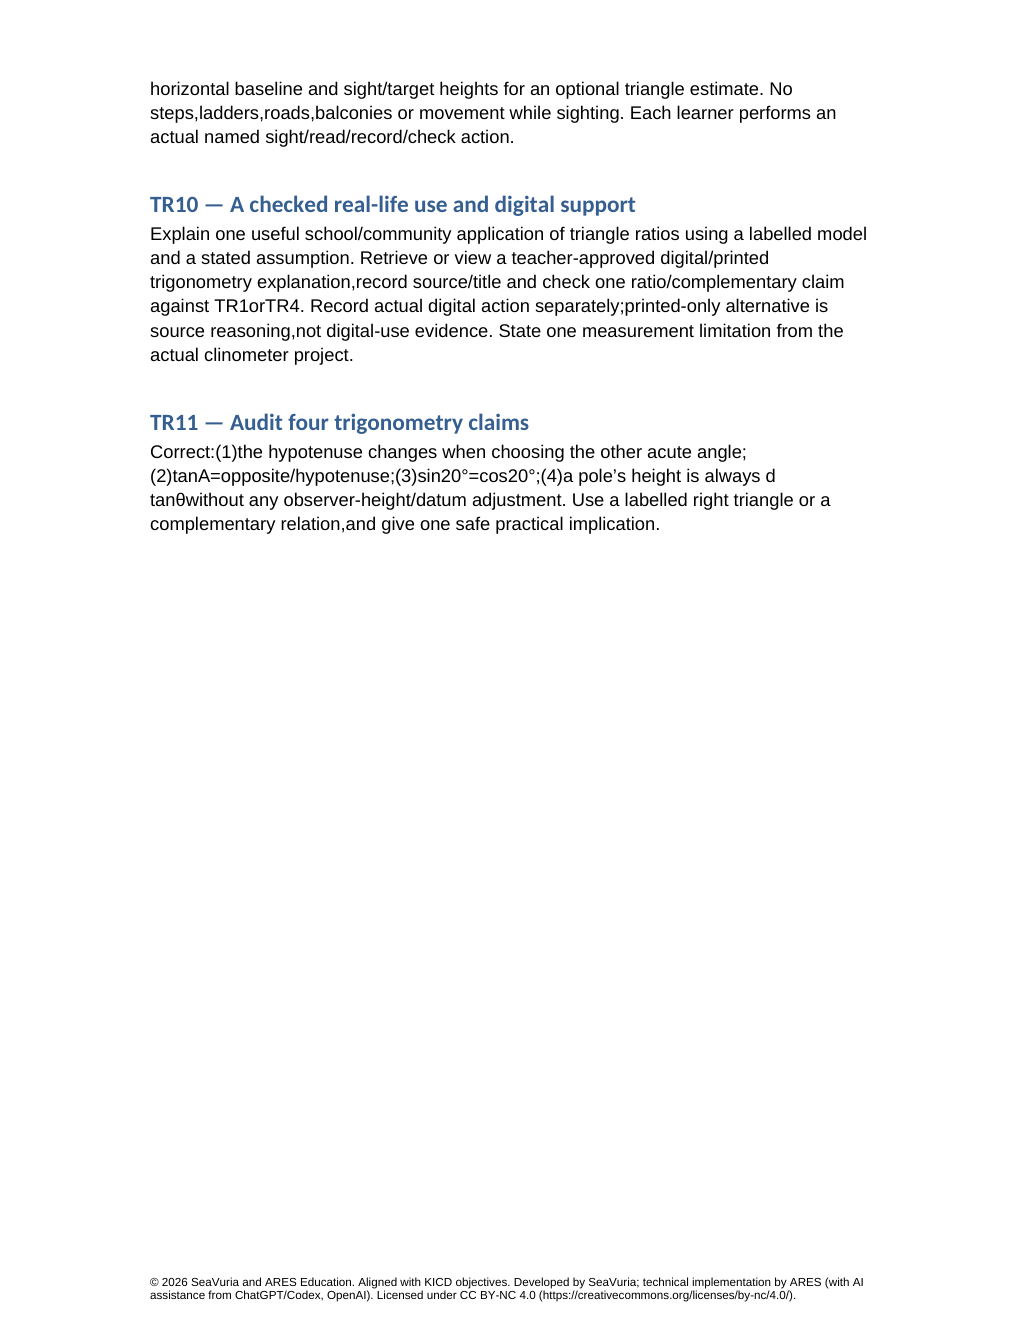 horizontal baseline and sight/target heights for an optional triangle estimate. No
steps,ladders,roads,balconies or movement while sighting. Each learner performs an
actual named sight/read/record/check action.
TR10 — A checked real-life use and digital support
Explain one useful school/community application of triangle ratios using a labelled model
and a stated assumption. Retrieve or view a teacher-approved digital/printed
trigonometry explanation,record source/title and check one ratio/complementary claim
against TR1orTR4. Record actual digital action separately;printed-only alternative is
source reasoning,not digital-use evidence. State one measurement limitation from the
actual clinometer project.
TR11 — Audit four trigonometry claims
Correct:(1)the hypotenuse changes when choosing the other acute angle;
(2)tanA=opposite/hypotenuse;(3)sin20°=cos20°;(4)a pole’s height is always d
tanθwithout any observer-height/datum adjustment. Use a labelled right triangle or a
complementary relation,and give one safe practical implication.
© 2026 SeaVuria and ARES Education. Aligned with KICD objectives. Developed by SeaVuria; technical implementation by ARES (with AI
assistance from ChatGPT/Codex, OpenAI). Licensed under CC BY-NC 4.0 (https://creativecommons.org/licenses/by-nc/4.0/).